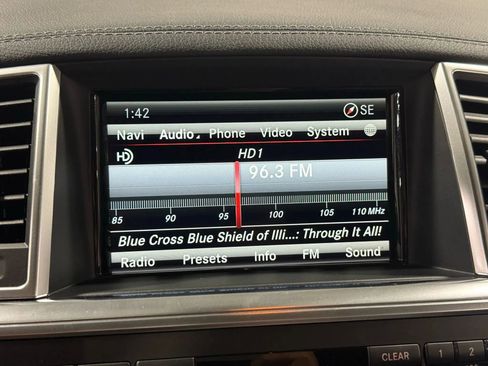 1:42 SE
Navi Audio Phone Video System
HD HD1
96.3 FM
85 90 95 100 105 110 MHz
Blue Cross Blue Shield of Illi...: Through It All!
Radio Presets Info FM Sound
CLEAR 1 2